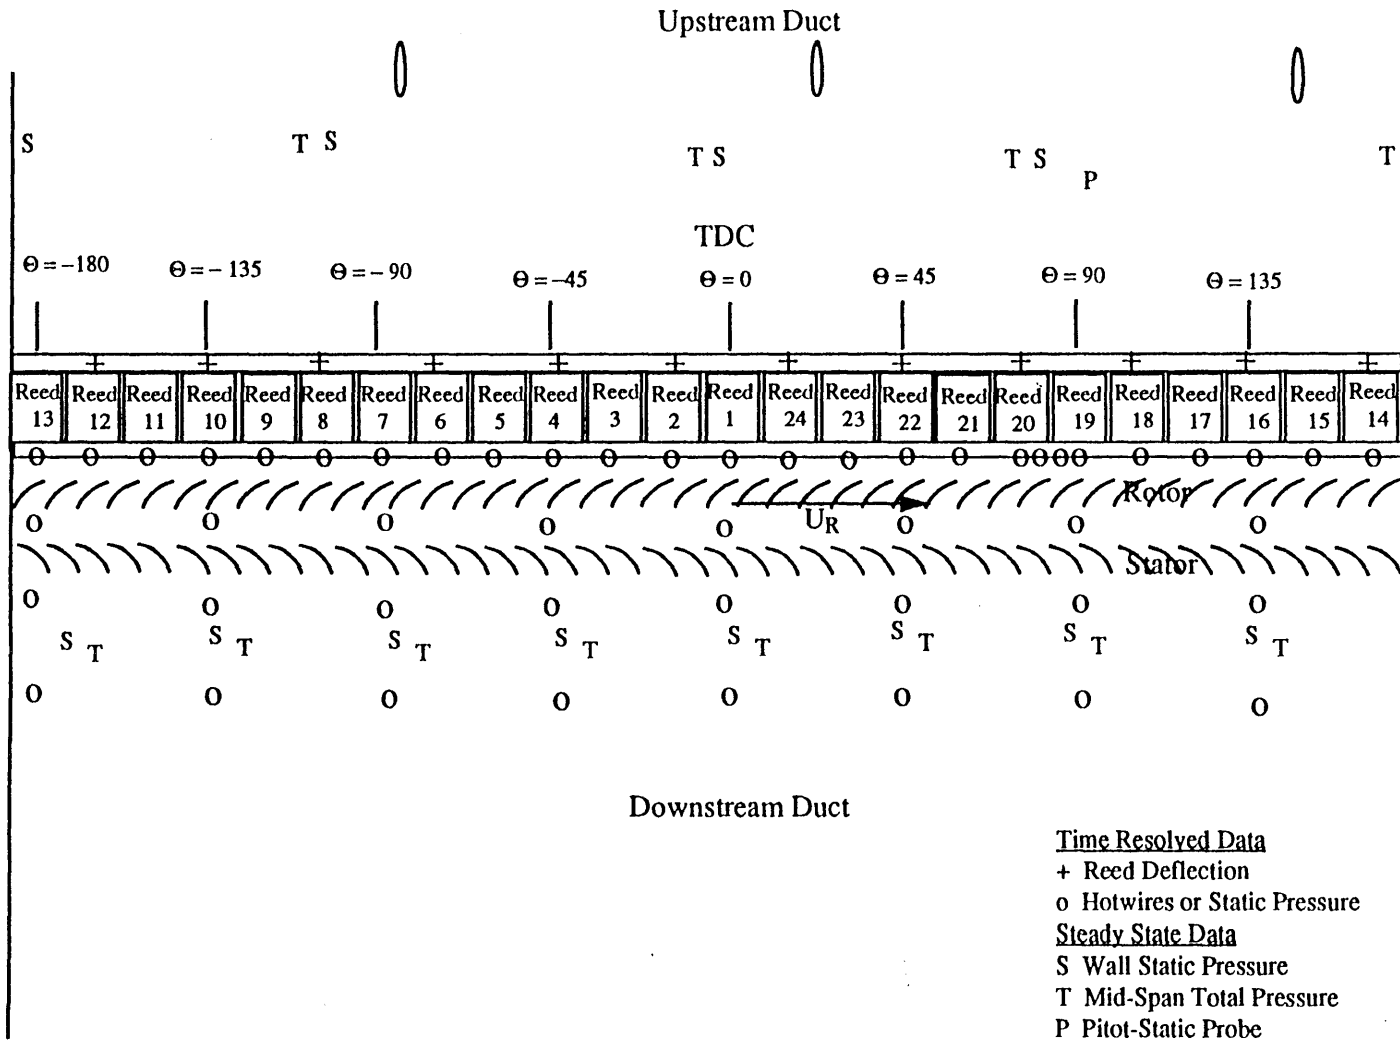 Upstream Duct
S T S T S T S T
P
TDC
Θ = -180 Θ = - 135 Θ = - 90 Θ = -45 Θ = 0 Θ = 45 Θ = 90 Θ = 135
Reed Reed Reed Reed Reed Reed Reed Reed Reed Reed Reed Reed Reed Reed Reed Reed Reed Reed Reed Reed Reed Reed Reed Reed
13 12 11 10 9 8 7 6 5 4 3 2 1 24 23 22 21 20 19 18 17 16 15 14
o o o o o o o o o o o o o o o o o o o o o o o o o o
Rotor
UR
o o o o o o o o
Stator
o o o o o o o o
S T S T S T S T S T S T S T S T
o o o o o o o o
Downstream Duct
Time Resolved Data
+ Reed Deflection
o Hotwires or Static Pressure
Steady State Data
S Wall Static Pressure
T Mid-Span Total Pressure
P Pitot-Static Probe